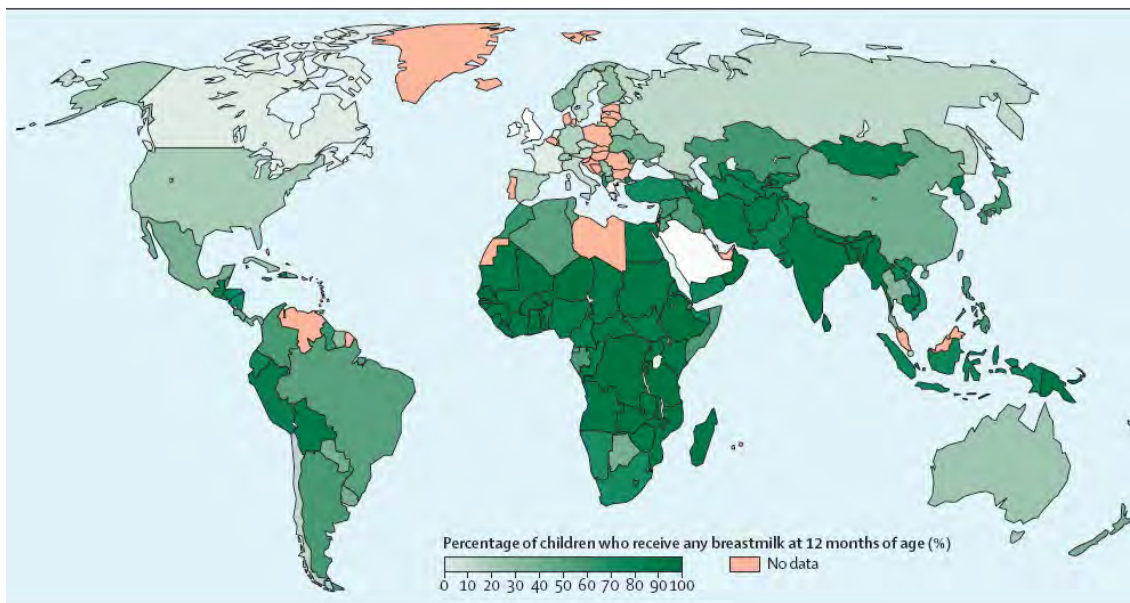 Percentage of children who receive any breastmilk at 12 months of age (%)
No data
0 10 20 30 40 50 60 70 80 90 100